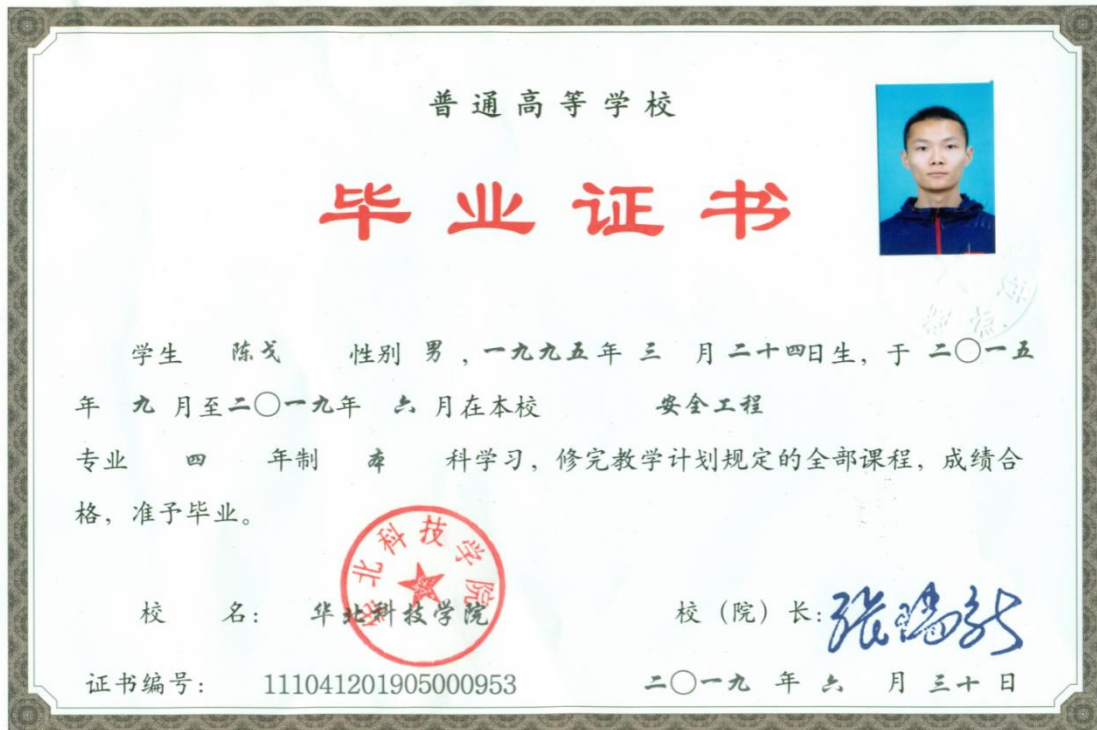 普通高等学校
毕业证书
学生 陈戈 性别 男 ，一九九五年 三 月二十四日生，于 二〇一五
年 九 月至二〇一九年 六 月在本校 安全工程
专业 四 年制 本 科学习，修完教学计划规定的全部课程，成绩合
格，准予毕业。
华北科技学院
校 名： 华北科技学院 校（院）长：张瑞新
证书编号： 111041201905000953 二〇一九 年 六 月 三十 日